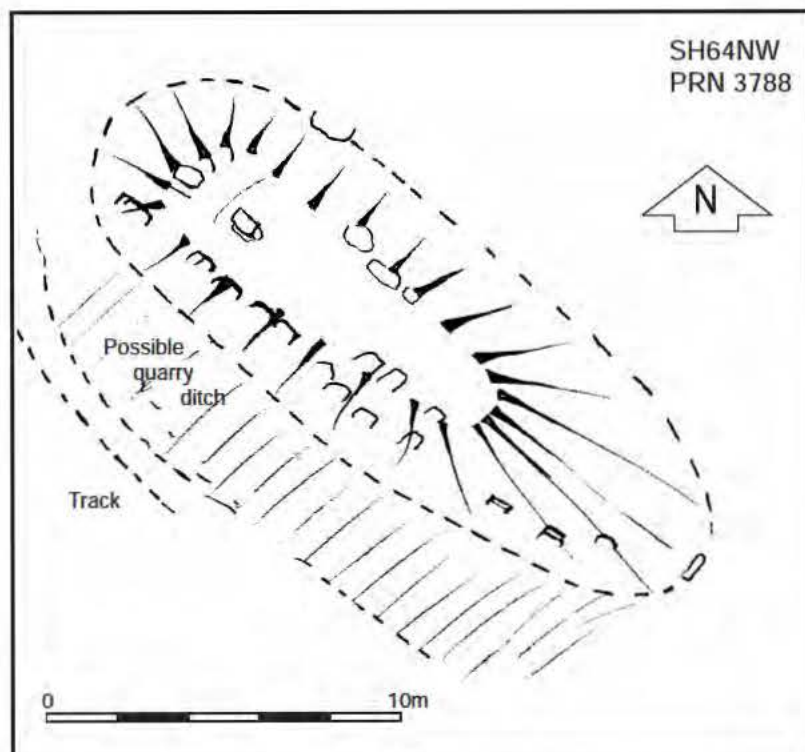 SH64NW
PRN 3788
N
Possible
quarry
ditch
Track
0 10m